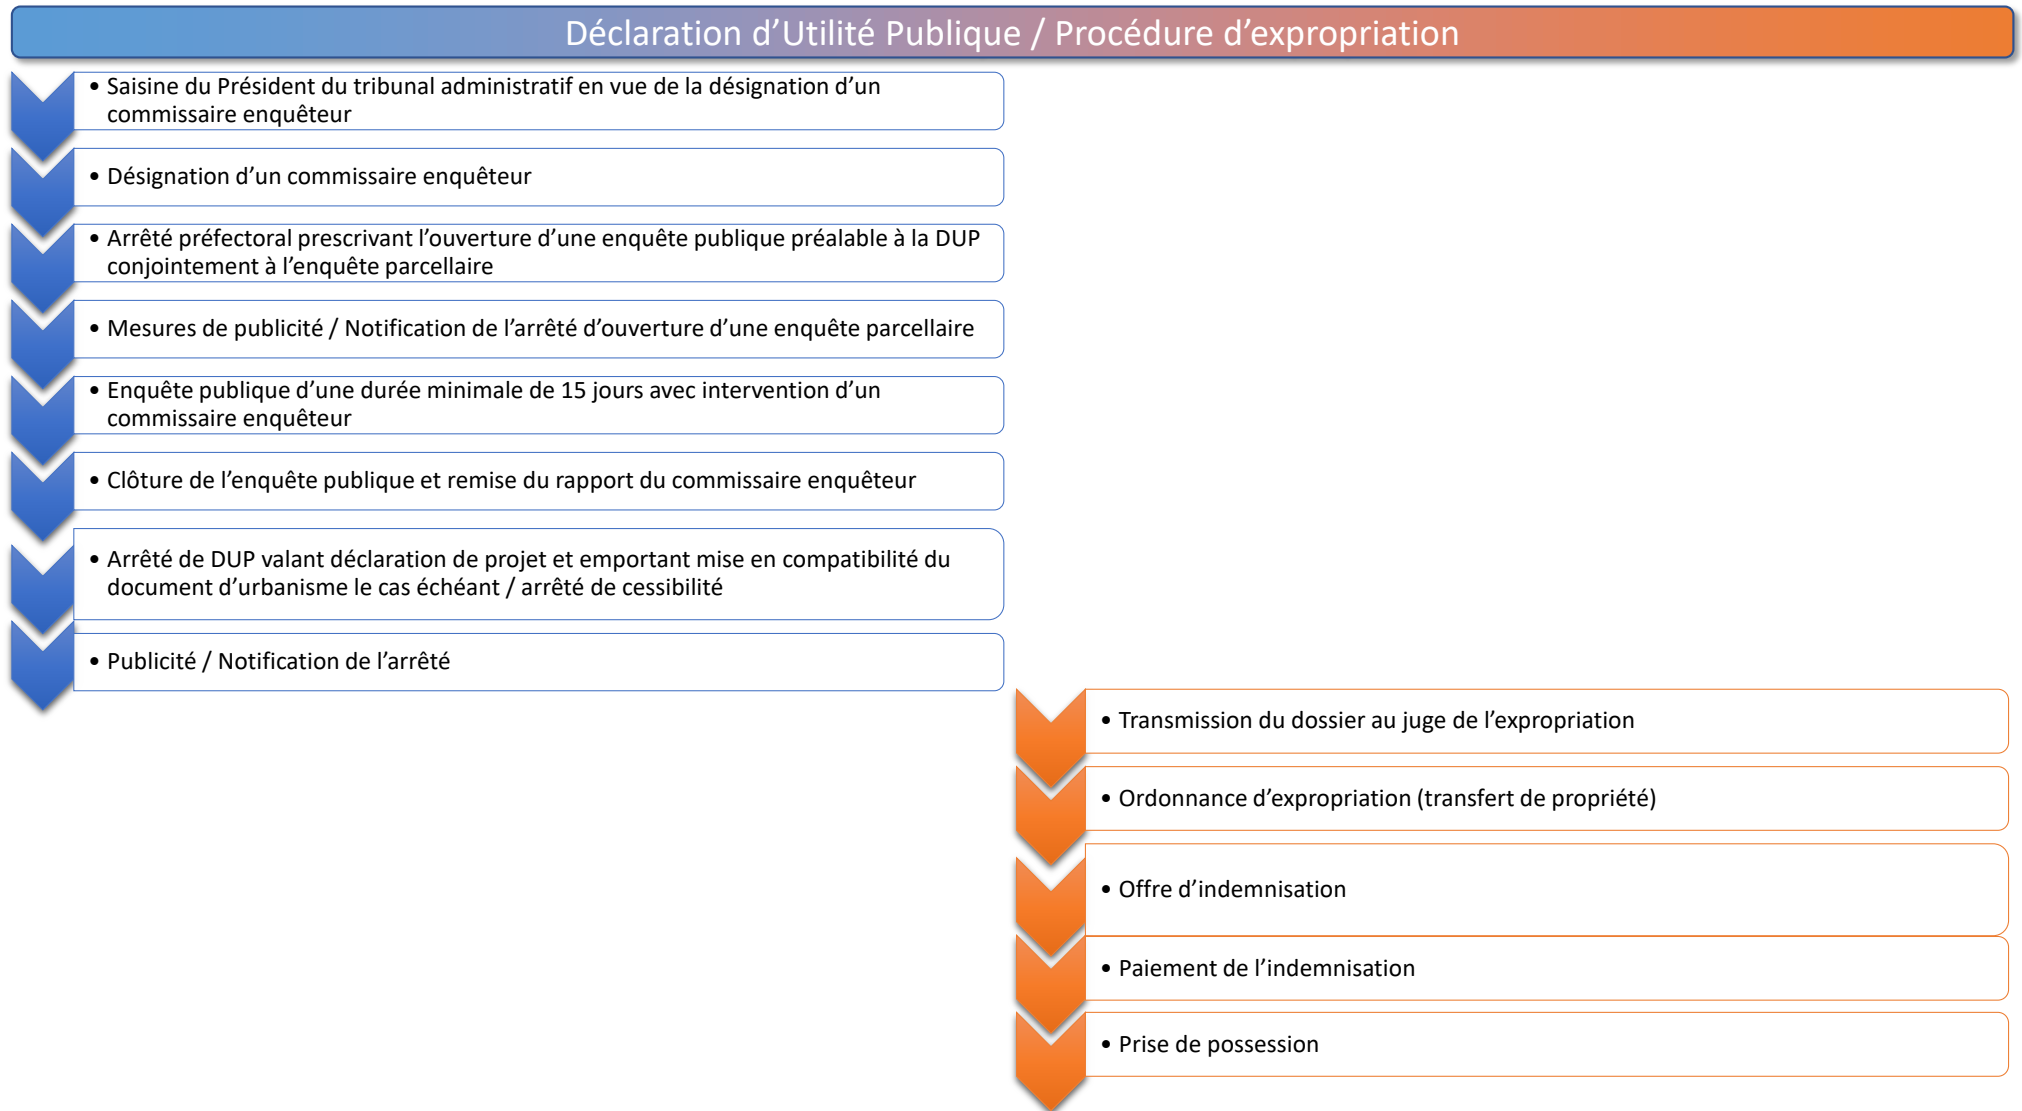 Déclaration d’Utilité Publique / Procédure d’expropriation
• Saisine du Président du tribunal administratif en vue de la désignation d’un
commissaire enquêteur
• Désignation d’un commissaire enquêteur
• Arrêté préfectoral prescrivant l’ouverture d’une enquête publique préalable à la DUP
conjointement à l’enquête parcellaire
• Mesures de publicité / Notification de l’arrêté d’ouverture d’une enquête parcellaire
• Enquête publique d’une durée minimale de 15 jours avec intervention d’un
commissaire enquêteur
• Clôture de l’enquête publique et remise du rapport du commissaire enquêteur
• Arrêté de DUP valant déclaration de projet et emportant mise en compatibilité du
document d’urbanisme le cas échéant / arrêté de cessibilité
• Publicité / Notification de l’arrêté
• Transmission du dossier au juge de l’expropriation
• Ordonnance d’expropriation (transfert de propriété)
• Offre d’indemnisation
• Paiement de l’indemnisation
• Prise de possession